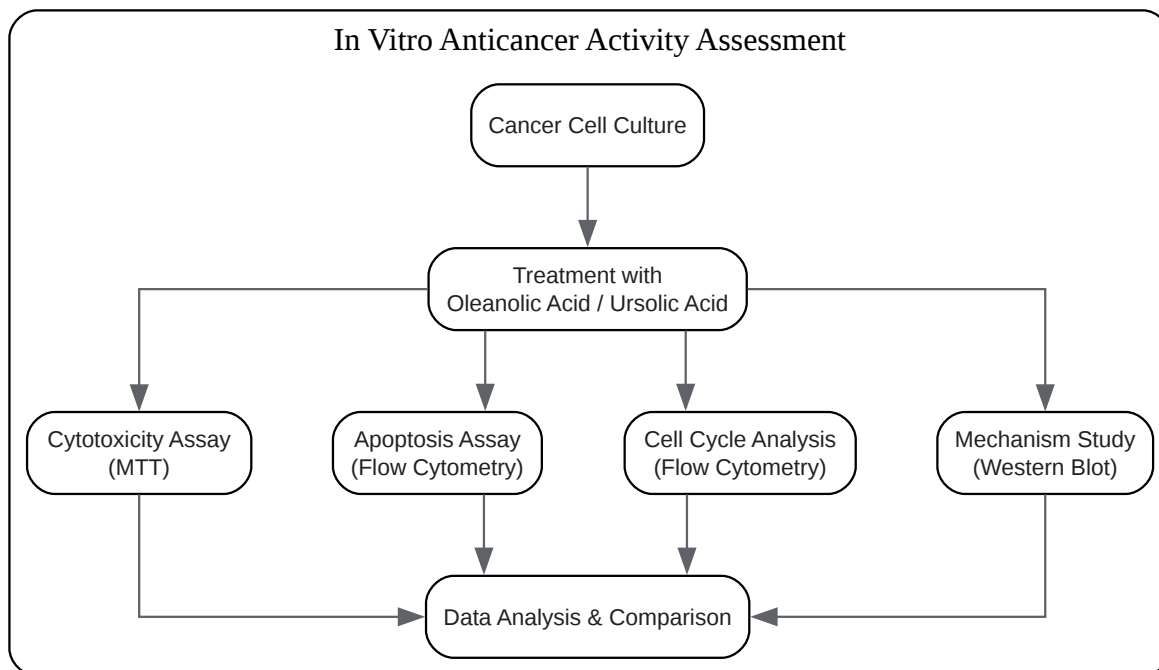 In Vitro Anticancer Activity Assessment
Cancer Cell Culture
Treatment with
Oleanolic Acid / Ursolic Acid
Cytotoxicity Assay
(MTT)
Apoptosis Assay
(Flow Cytometry)
Cell Cycle Analysis
(Flow Cytometry)
Mechanism Study
(Western Blot)
Data Analysis & Comparison